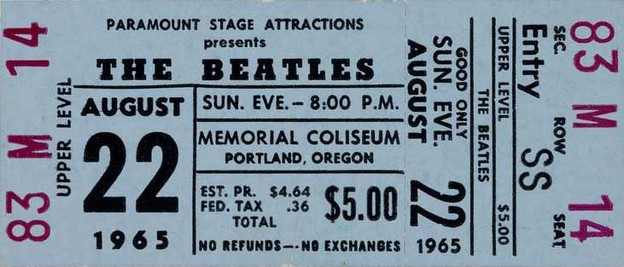 83 M 14
UPPER LEVEL
PARAMOUNT STAGE ATTRACTIONS
presents
THE BEATLES
AUGUST
22
1965
SUN. EVE.-8:00 P.M.
MEMORIAL COLISEUM
PORTLAND, OREGON
EST. PR. $4.64
FED. TAX .36
TOTAL
$5.00
NO REFUNDS-·NO EXCHANGES
GOOD ONLY
SUN. EVE.
AUGUST
22
1965
UPPER LEVEL $5.00
THE BEATLES
SEC. ROW SEAT
Entry SS
83 M 14